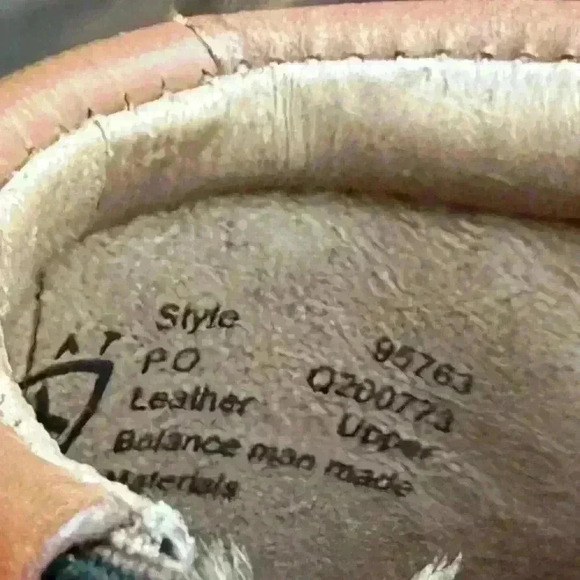 Style 95763
P.O. Q200773
Leather Upper
Balance man made
Materials